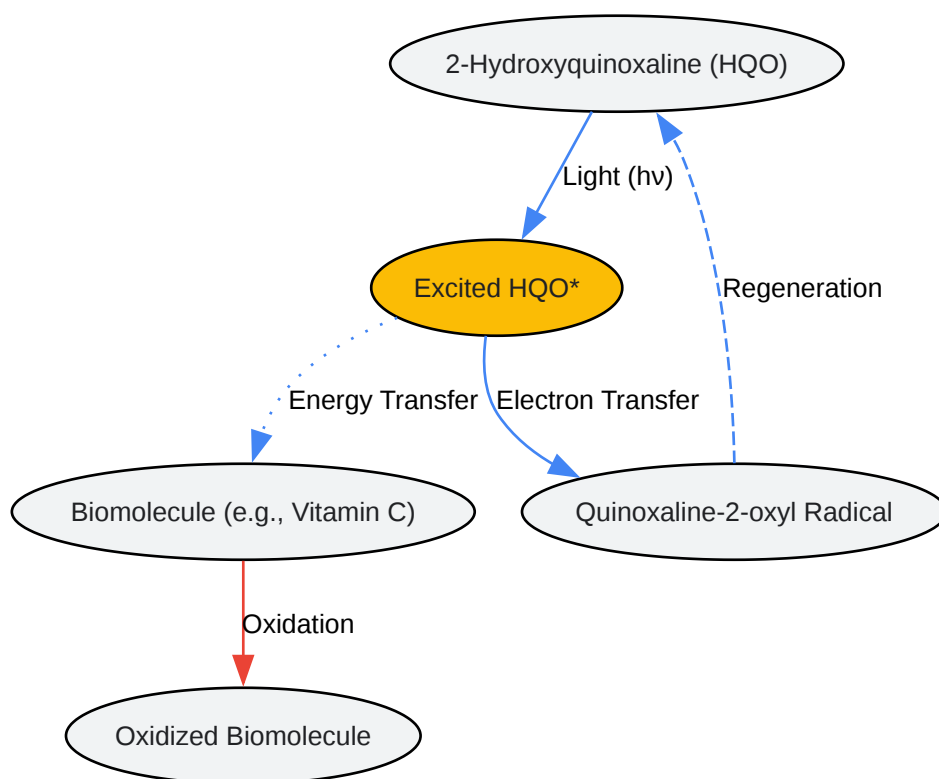 2-Hydroxyquinoxaline (HQO)
Light (hν)
Excited HQO*
Regeneration
Energy Transfer
Electron Transfer
Biomolecule (e.g., Vitamin C)
Quinoxaline-2-oxyl Radical
Oxidation
Oxidized Biomolecule